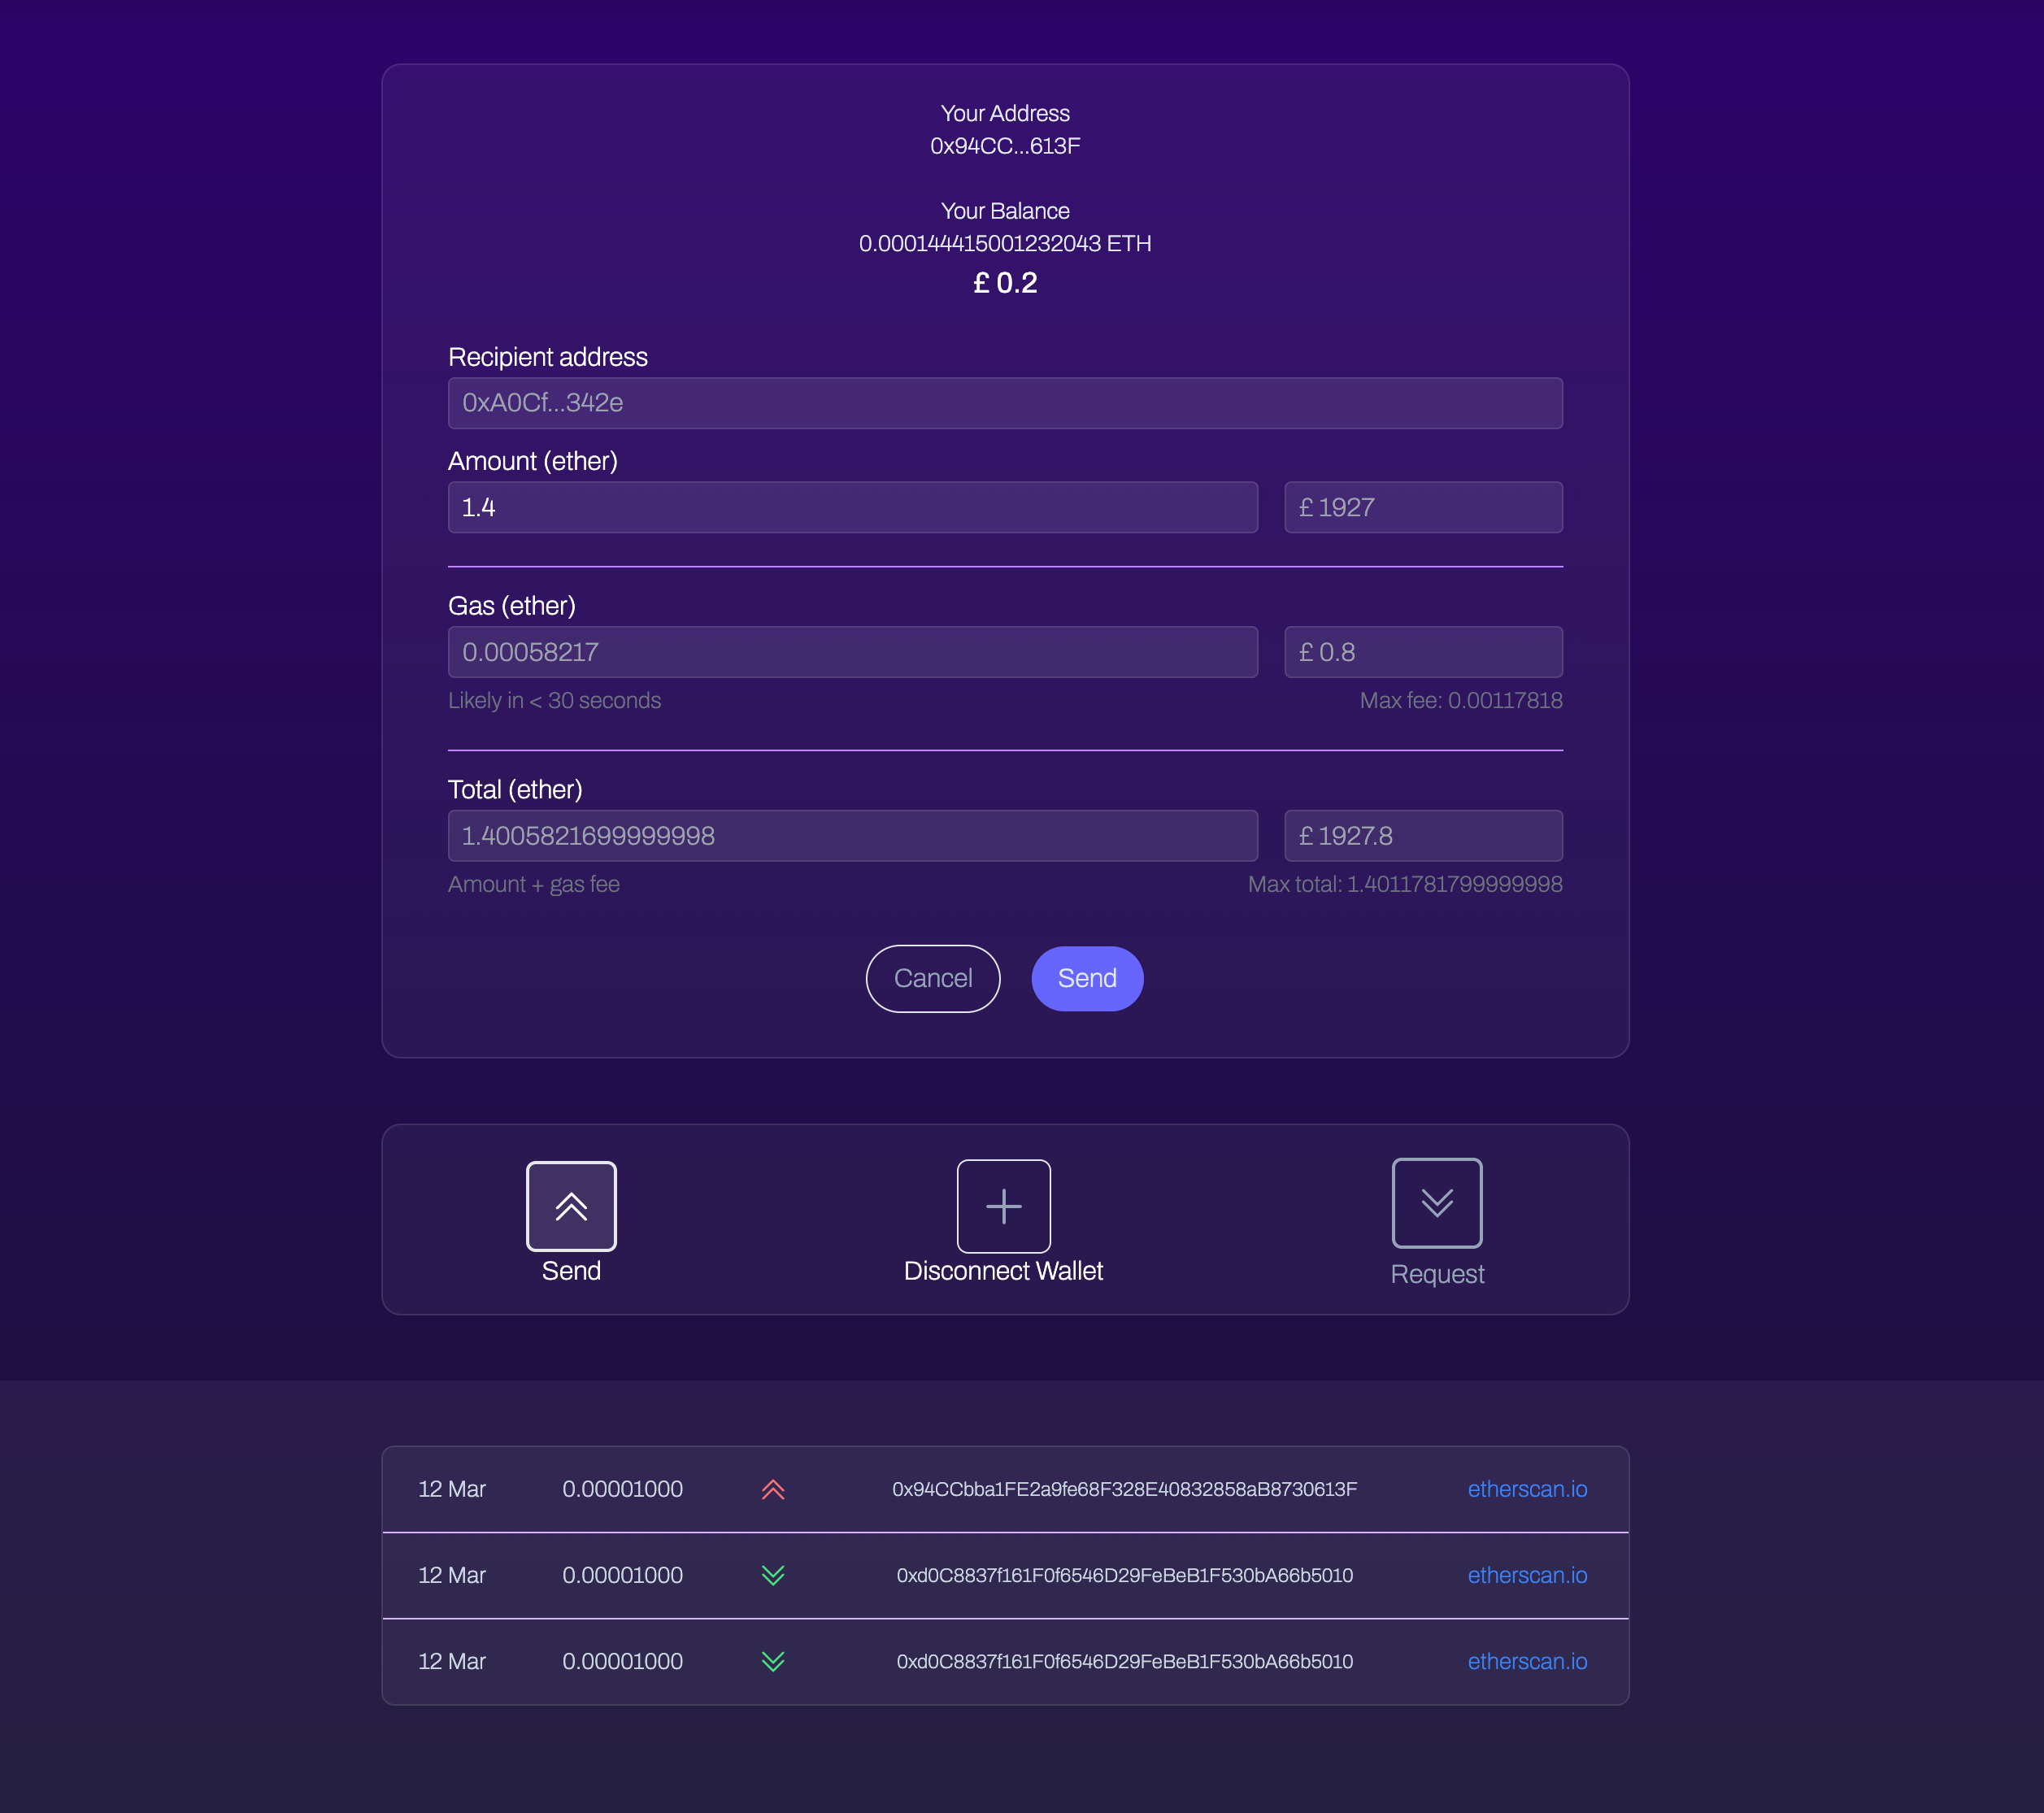 Your Address
0x94CC...613F
Your Balance
0.000144415001232043 ETH
£ 0.2
Recipient address
0xA0Cf...342e
Amount (ether)
1.4 £ 1927
Gas (ether)
0.00058217 £ 0.8
Likely in < 30 seconds Max fee: 0.00117818
Total (ether)
1.4005821699999998 £ 1927.8
Amount + gas fee Max total: 1.4011781799999998
Cancel Send
Send Disconnect Wallet Request
12 Mar 0.00001000 0x94CCbba1FE2a9fe68F328E40832858aB8730613F etherscan.io
12 Mar 0.00001000 0xd0C8837f161F0f6546D29FeBeB1F530bA66b5010 etherscan.io
12 Mar 0.00001000 0xd0C8837f161F0f6546D29FeBeB1F530bA66b5010 etherscan.io